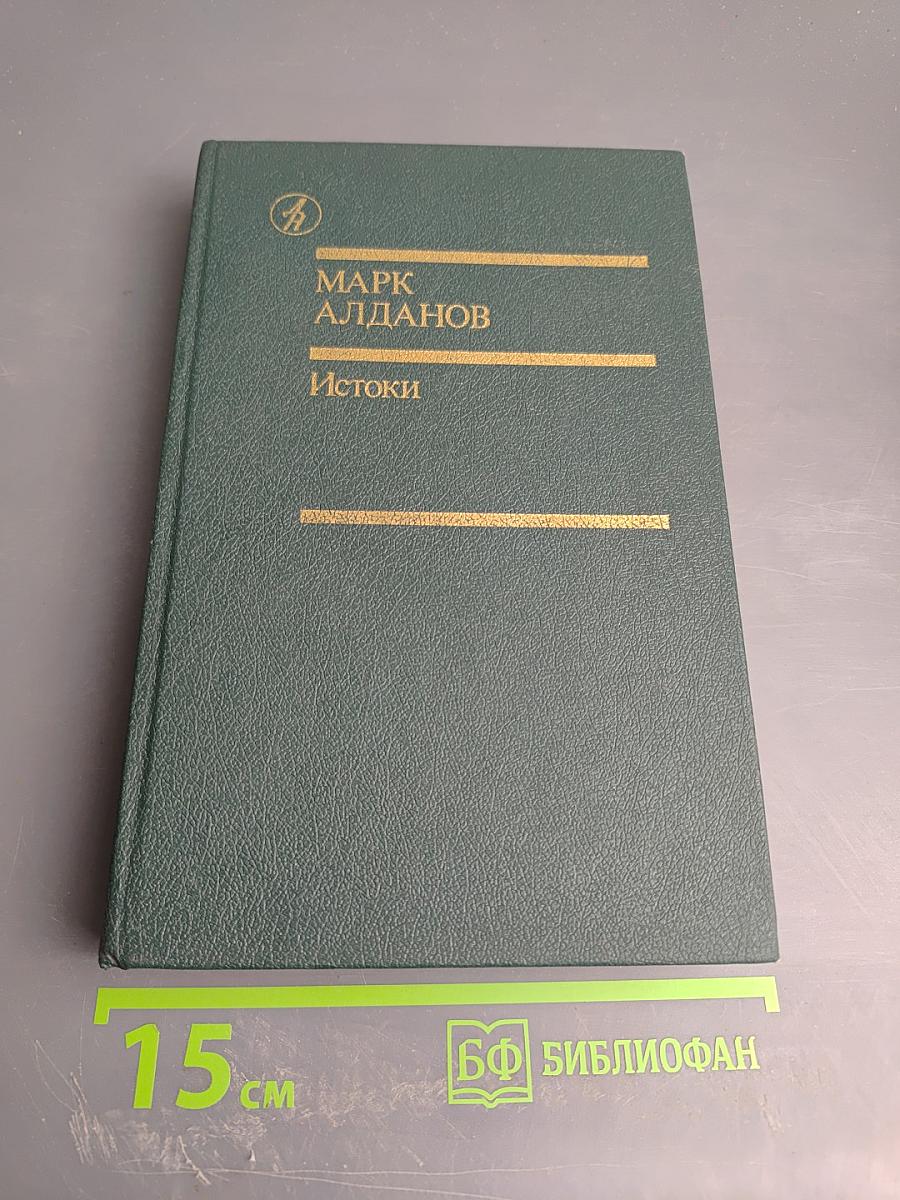 МАРК
АЛДАНОВ
Истоки
15 см
БФ БИБЛИОФАН